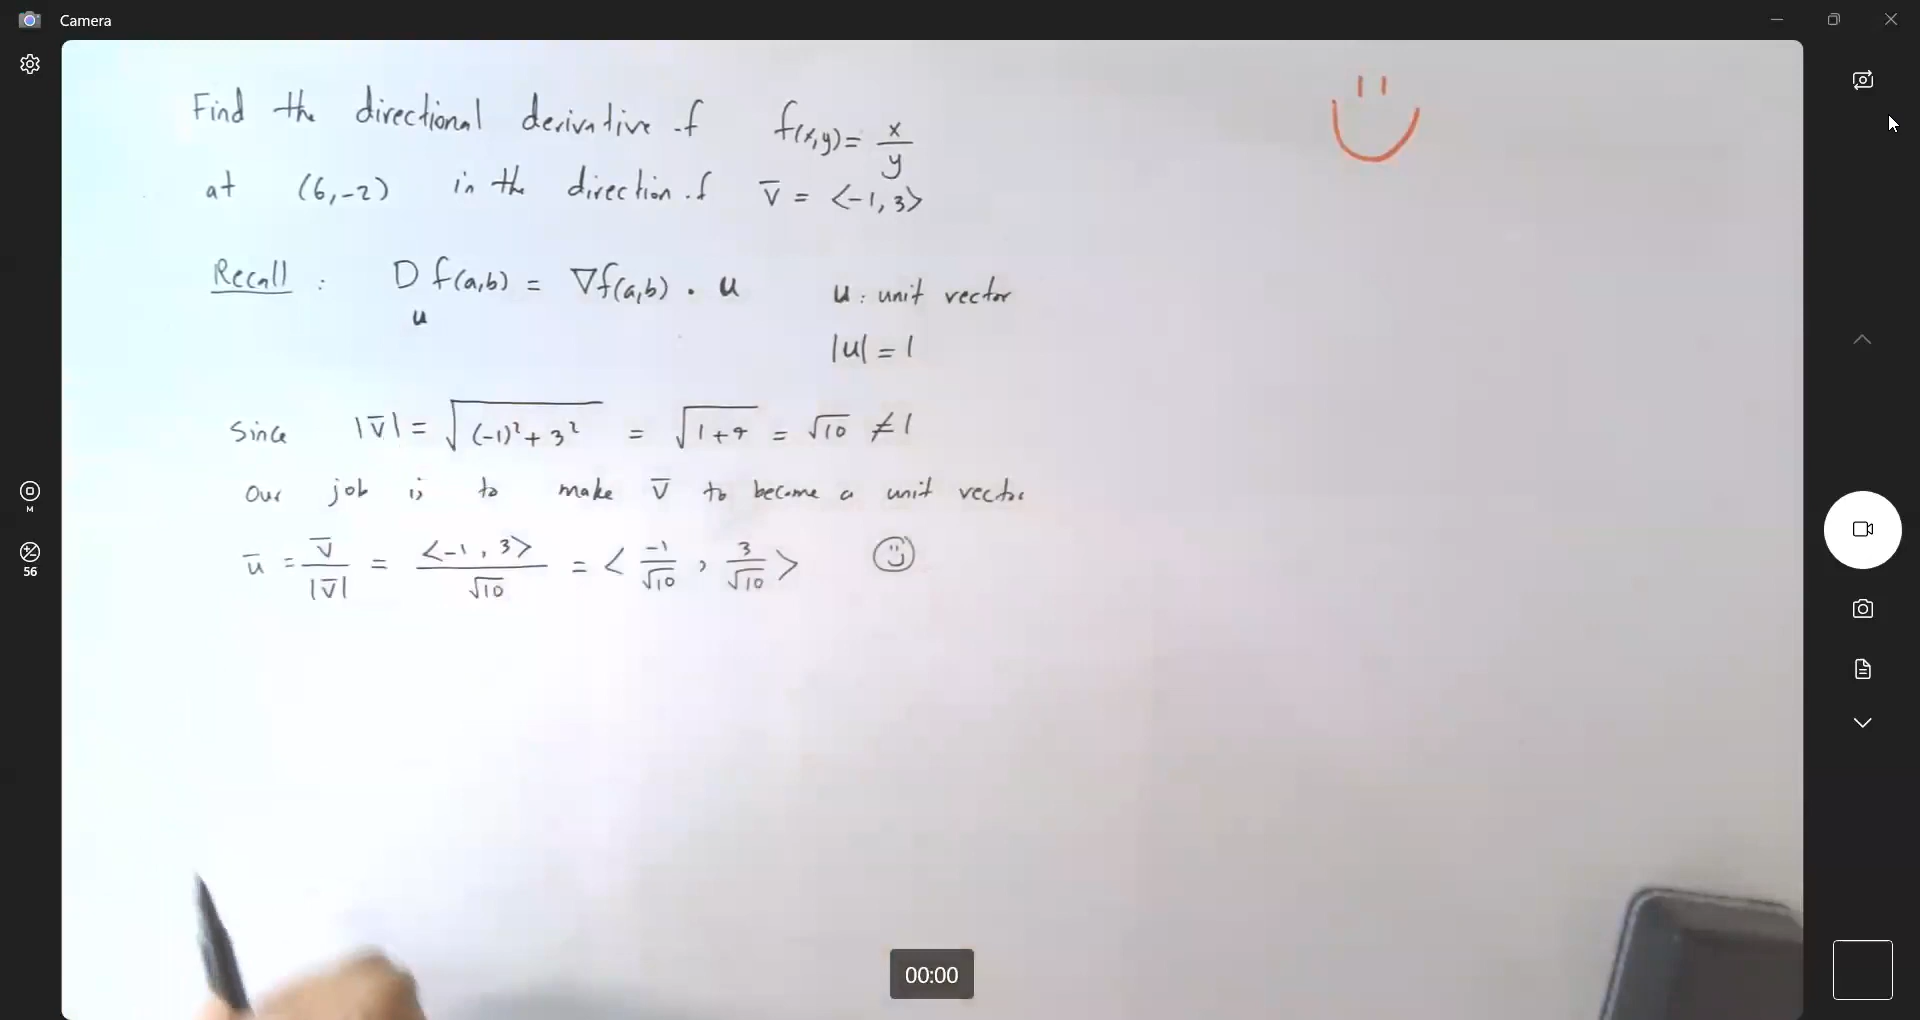 Camera
Find the directional derivative of f(x,y) = x/y
at (6,-2) in the direction of v̄ = <-1, 3>
Recall : D_u f(a,b) = ∇f(a,b) · u u : unit vector
|u| = 1
Since |v̄| = √((-1)² + 3²) = √(1+9) = √10 ≠ 1
Our job is to make v̄ to become a unit vector
ū = v̄/|v̄| = <-1, 3>/√10 = <-1/√10, 3/√10>
M
56
00:00